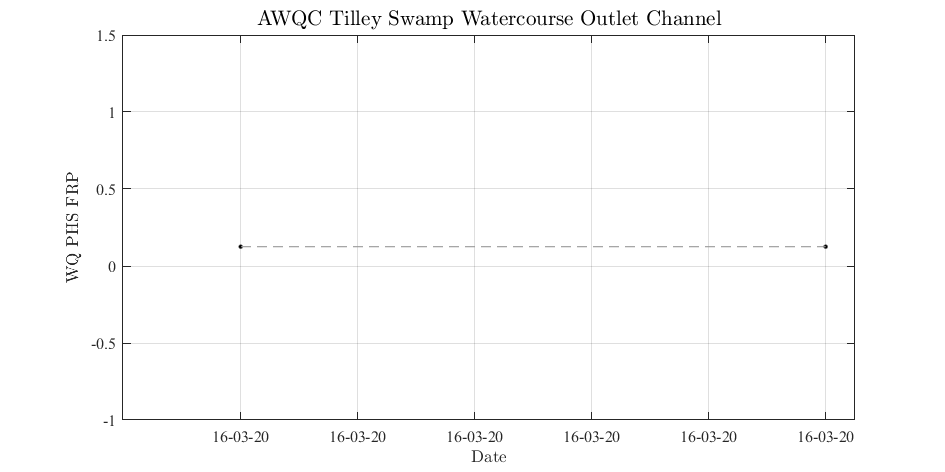 AWQC Tilley Swamp Watercourse Outlet Channel
1.5
1
0.5
0
-0.5
-1
WQ PHS FRP
16-03-20 16-03-20 16-03-20 16-03-20 16-03-20 16-03-20
Date